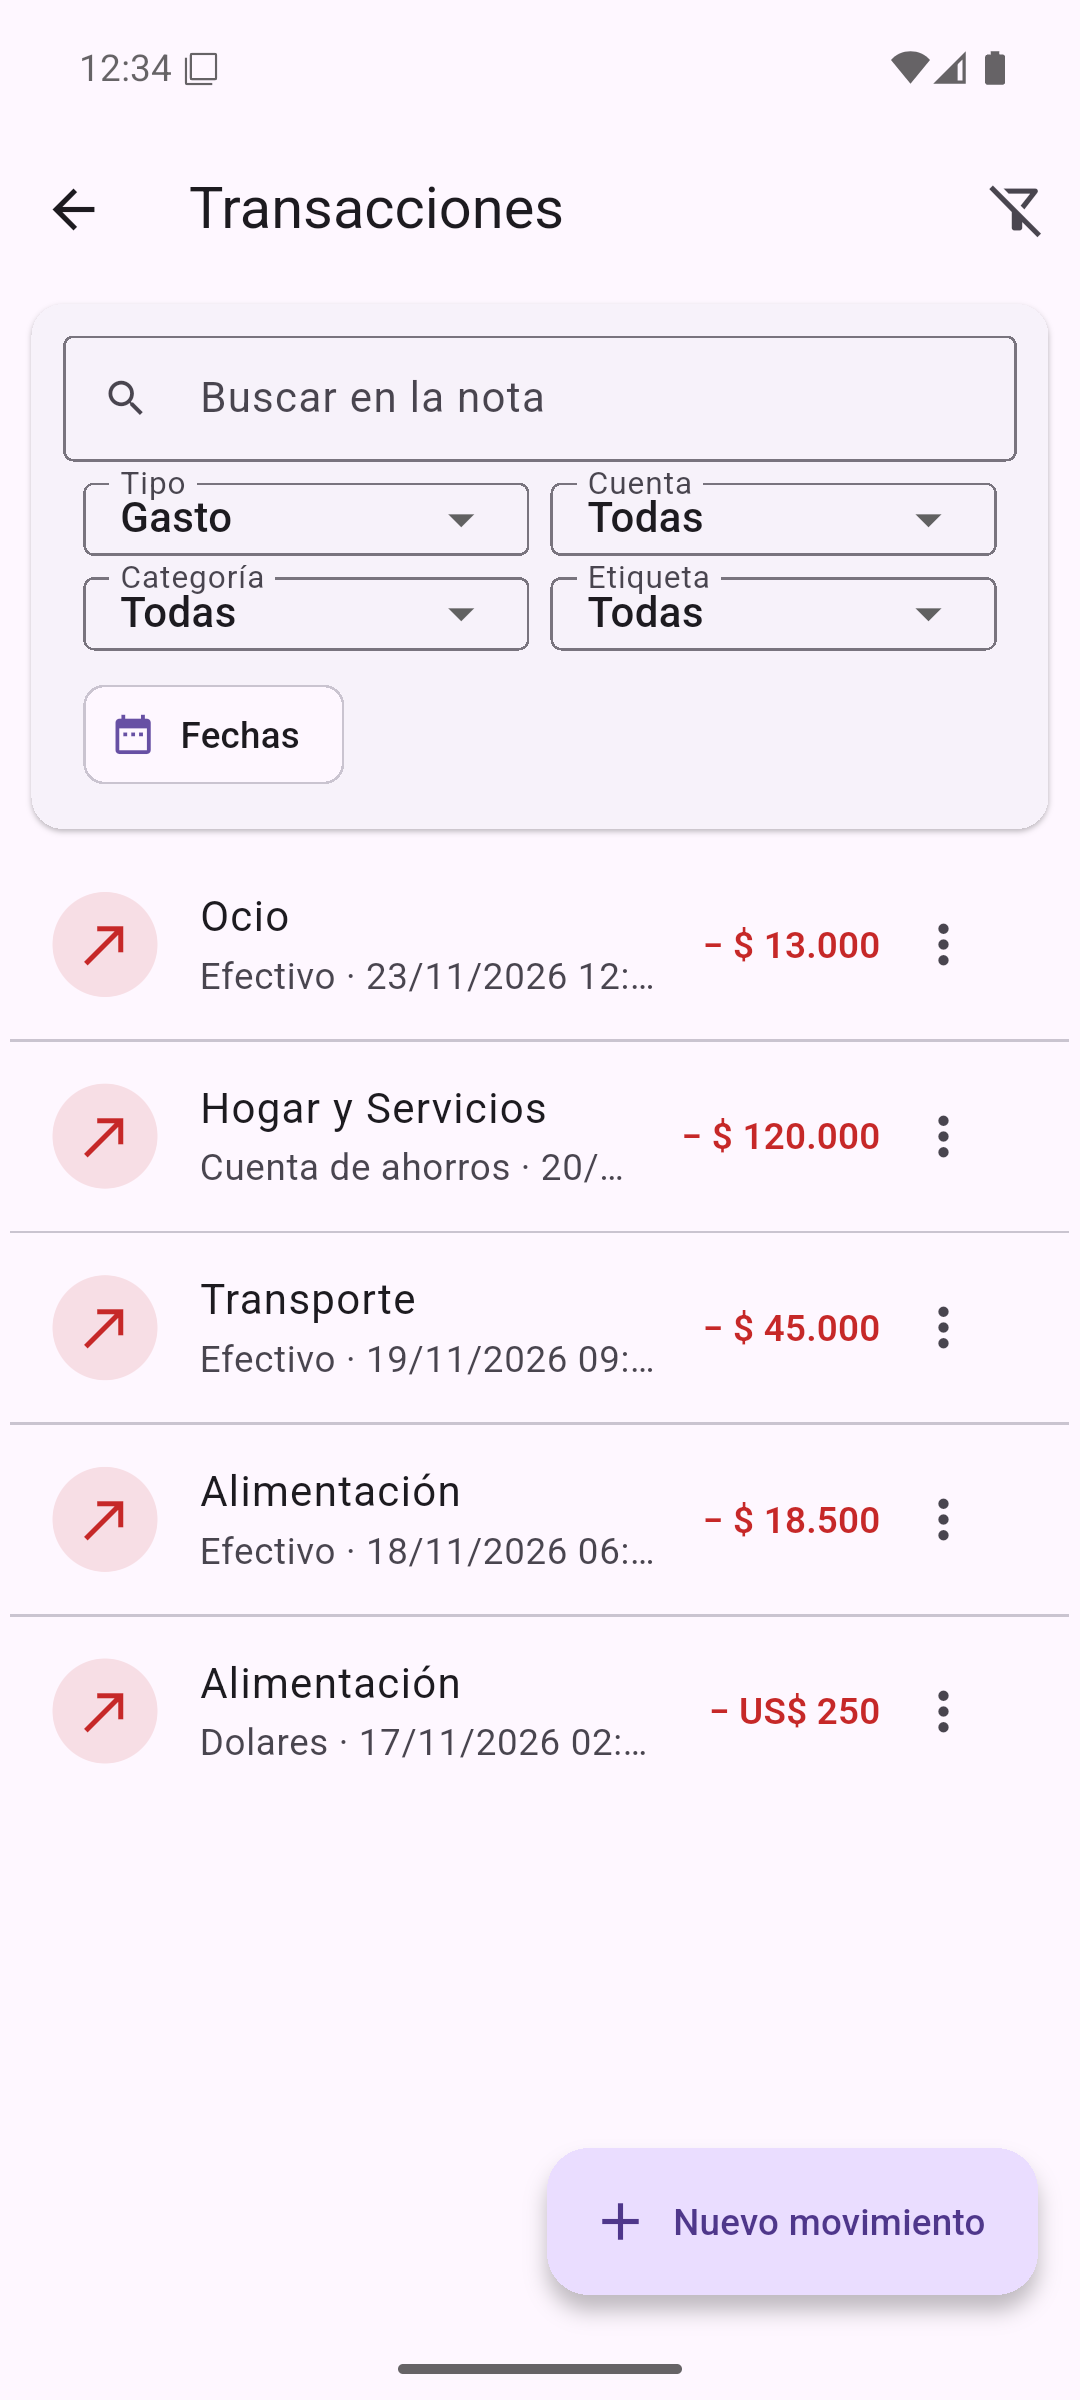 12:34
Transacciones
Buscar en la nota
Tipo
Gasto
Cuenta
Todas
Categoría
Todas
Etiqueta
Todas
Fechas
Ocio
Efectivo · 23/11/2026 12:...
− $ 13.000
Hogar y Servicios
Cuenta de ahorros · 20/...
− $ 120.000
Transporte
Efectivo · 19/11/2026 09:...
− $ 45.000
Alimentación
Efectivo · 18/11/2026 06:...
− $ 18.500
Alimentación
Dolares · 17/11/2026 02:...
− US$ 250
Nuevo movimiento